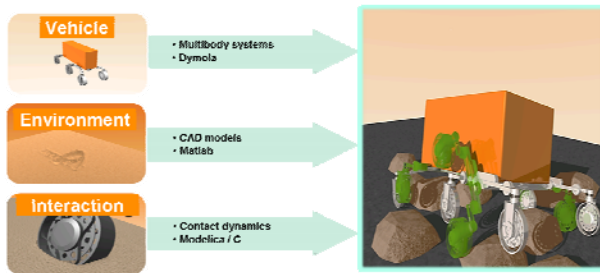 Vehicle
• Multibody systems
• Dymola
Environment
• CAD models
• Matlab
Interaction
• Contact dynamics
• Modelica / C